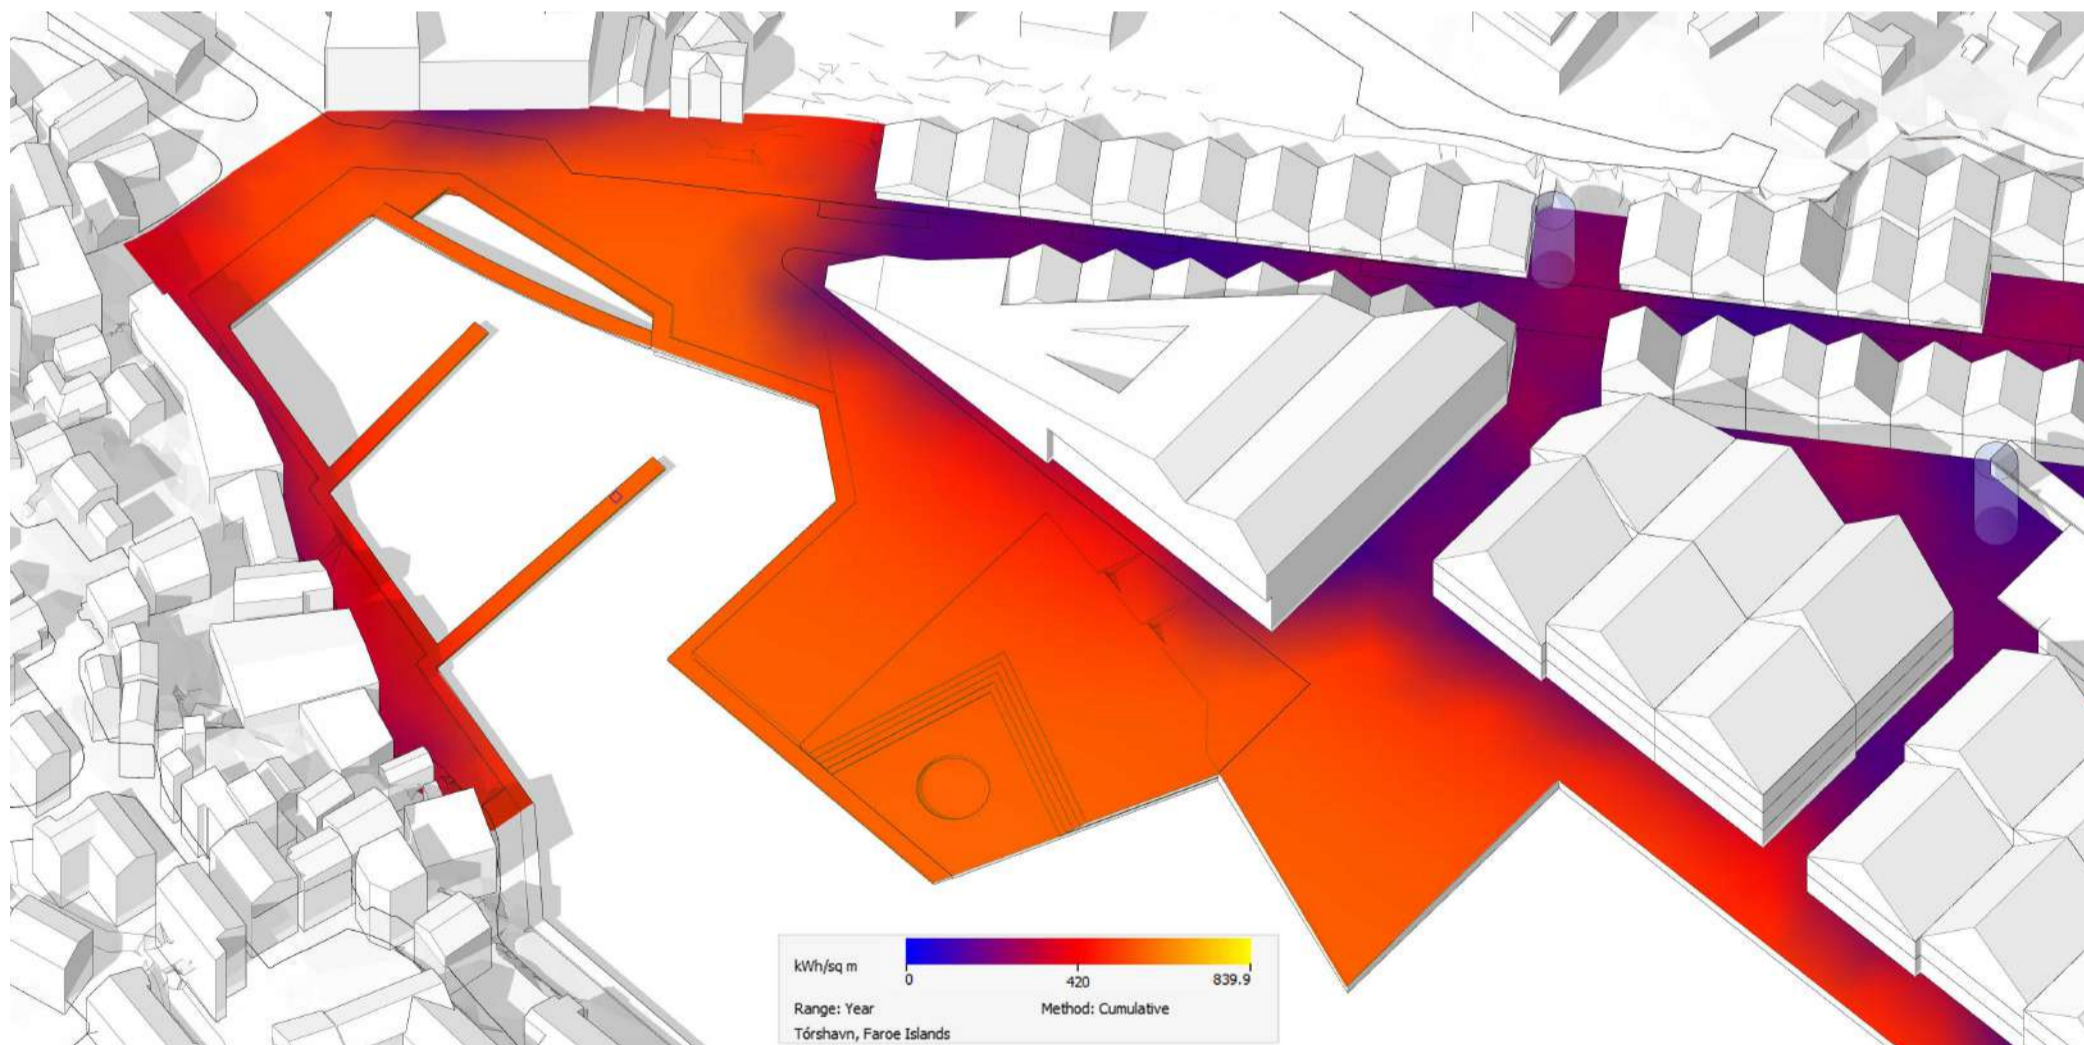 kWh/sq m
0 420 839.9
Range: Year Method: Cumulative
Tórshavn, Faroe Islands